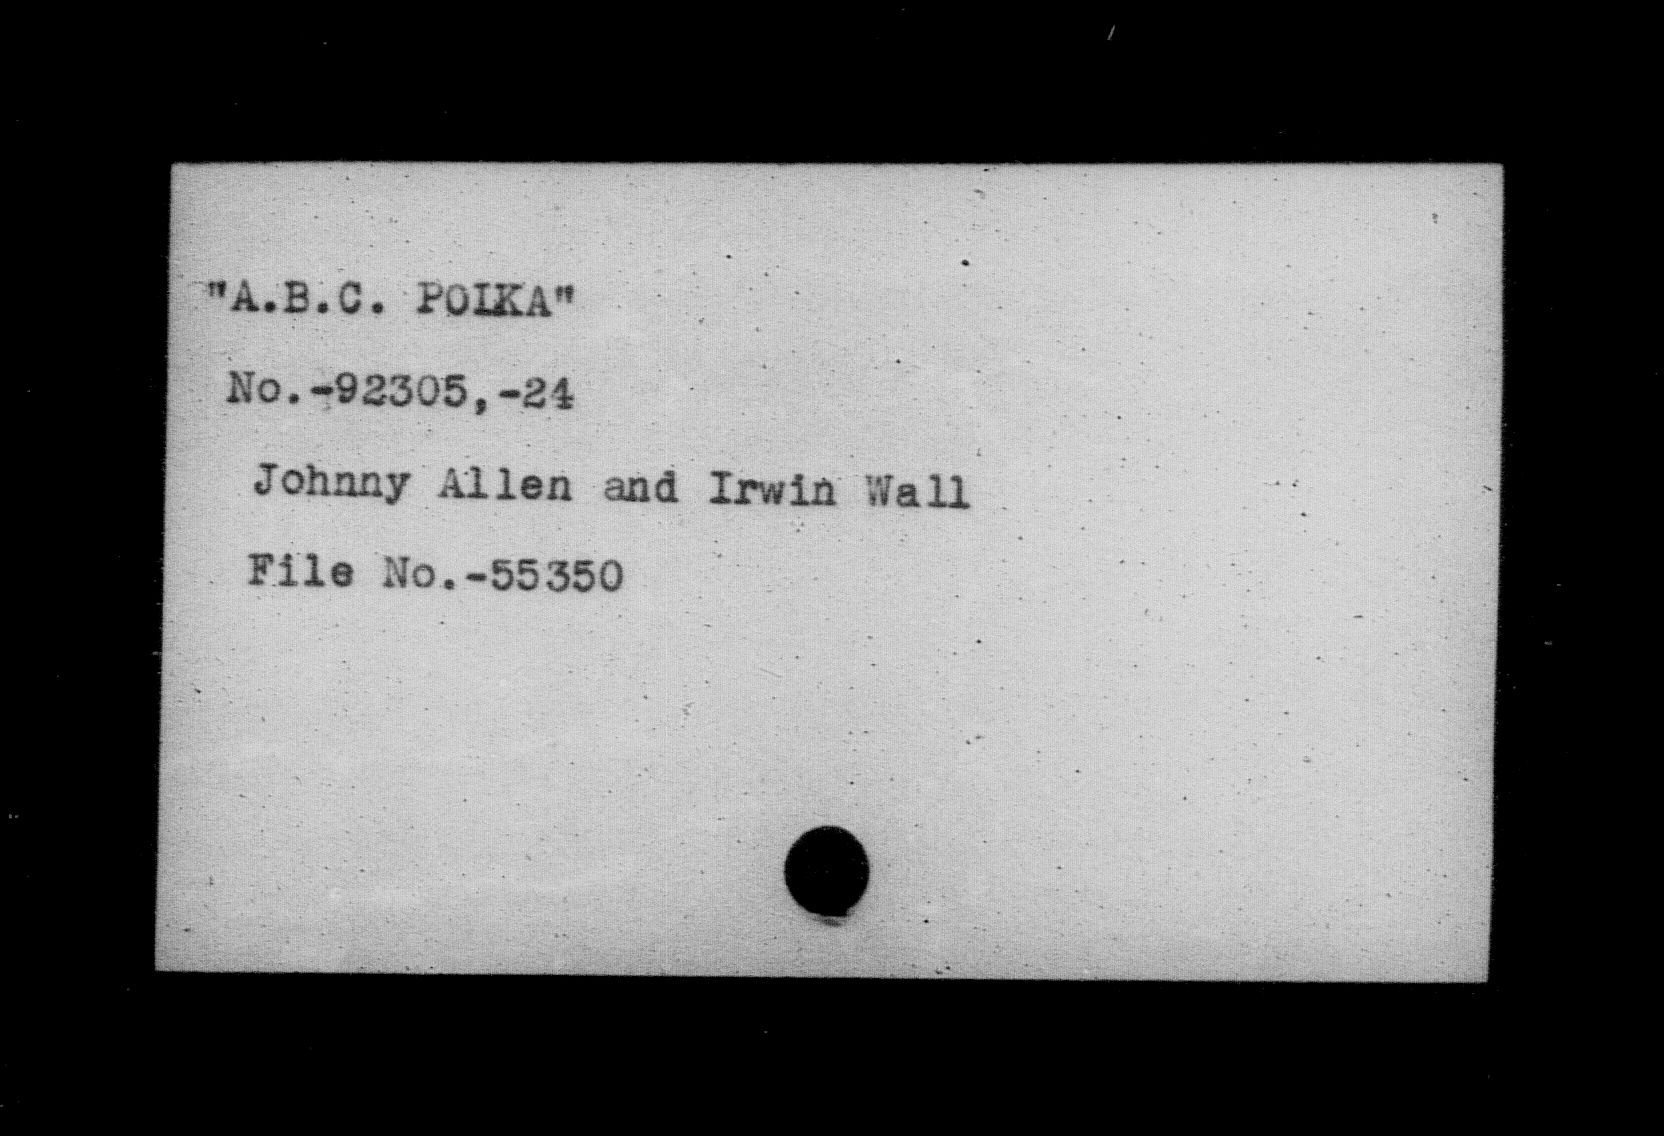 "A.B.C. POLKA"
No.-92305,-24
Johnny Allen and Irwin Wall
File No.-55350